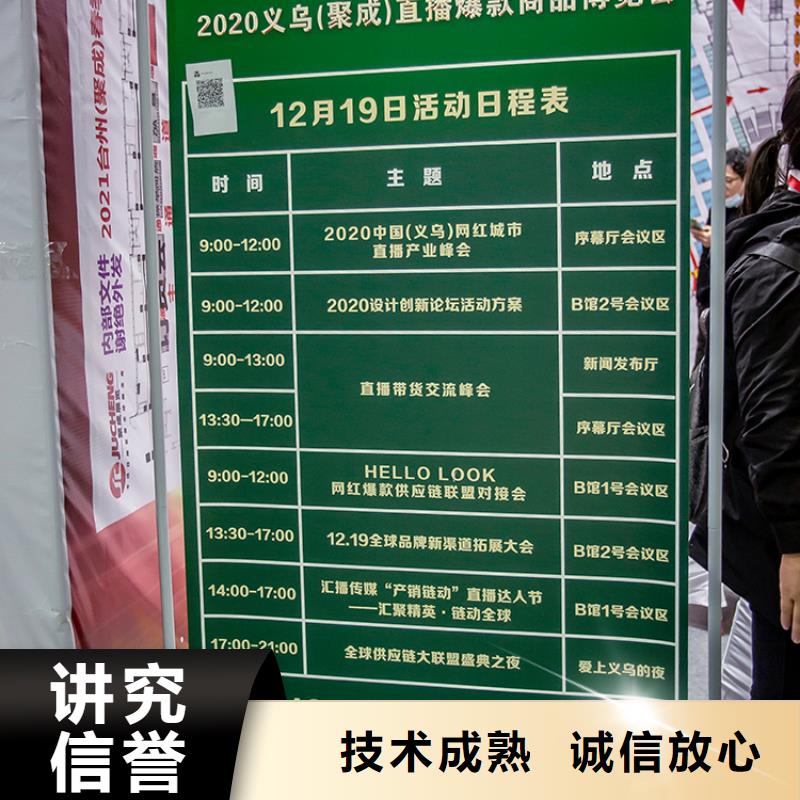 2020义乌(聚成)直播爆款商品博览会
12月19日活动日程表
时 间 主 题 地 点
9:00-12:00 2020中国(义乌)网红城市
直播产业峰会 序幕厅会议区
9:00-12:00 2020设计创新论坛活动方案 B馆2号会议区
9:00-13:00 直播带货交流峰会 新闻发布厅
13:30—17:00 序幕厅会议区
9:00-12:00 HELLO LOOK
网红爆款供应链联盟对接会 B馆1号会议区
13:30-17:00 12.19全球品牌新渠道拓展大会 B馆2号会议区
14:00-17:00 汇播传媒“产销链动”直播达人节
——汇聚精英·链动全球 B馆1号会议区
17:00-21:00 全球供应链大联盟盛典之夜 爱上义乌的夜
2021台州(聚成)春季
内部文件
谢绝外发
JUCHENG
讲究
信誉
技术成熟 诚信放心